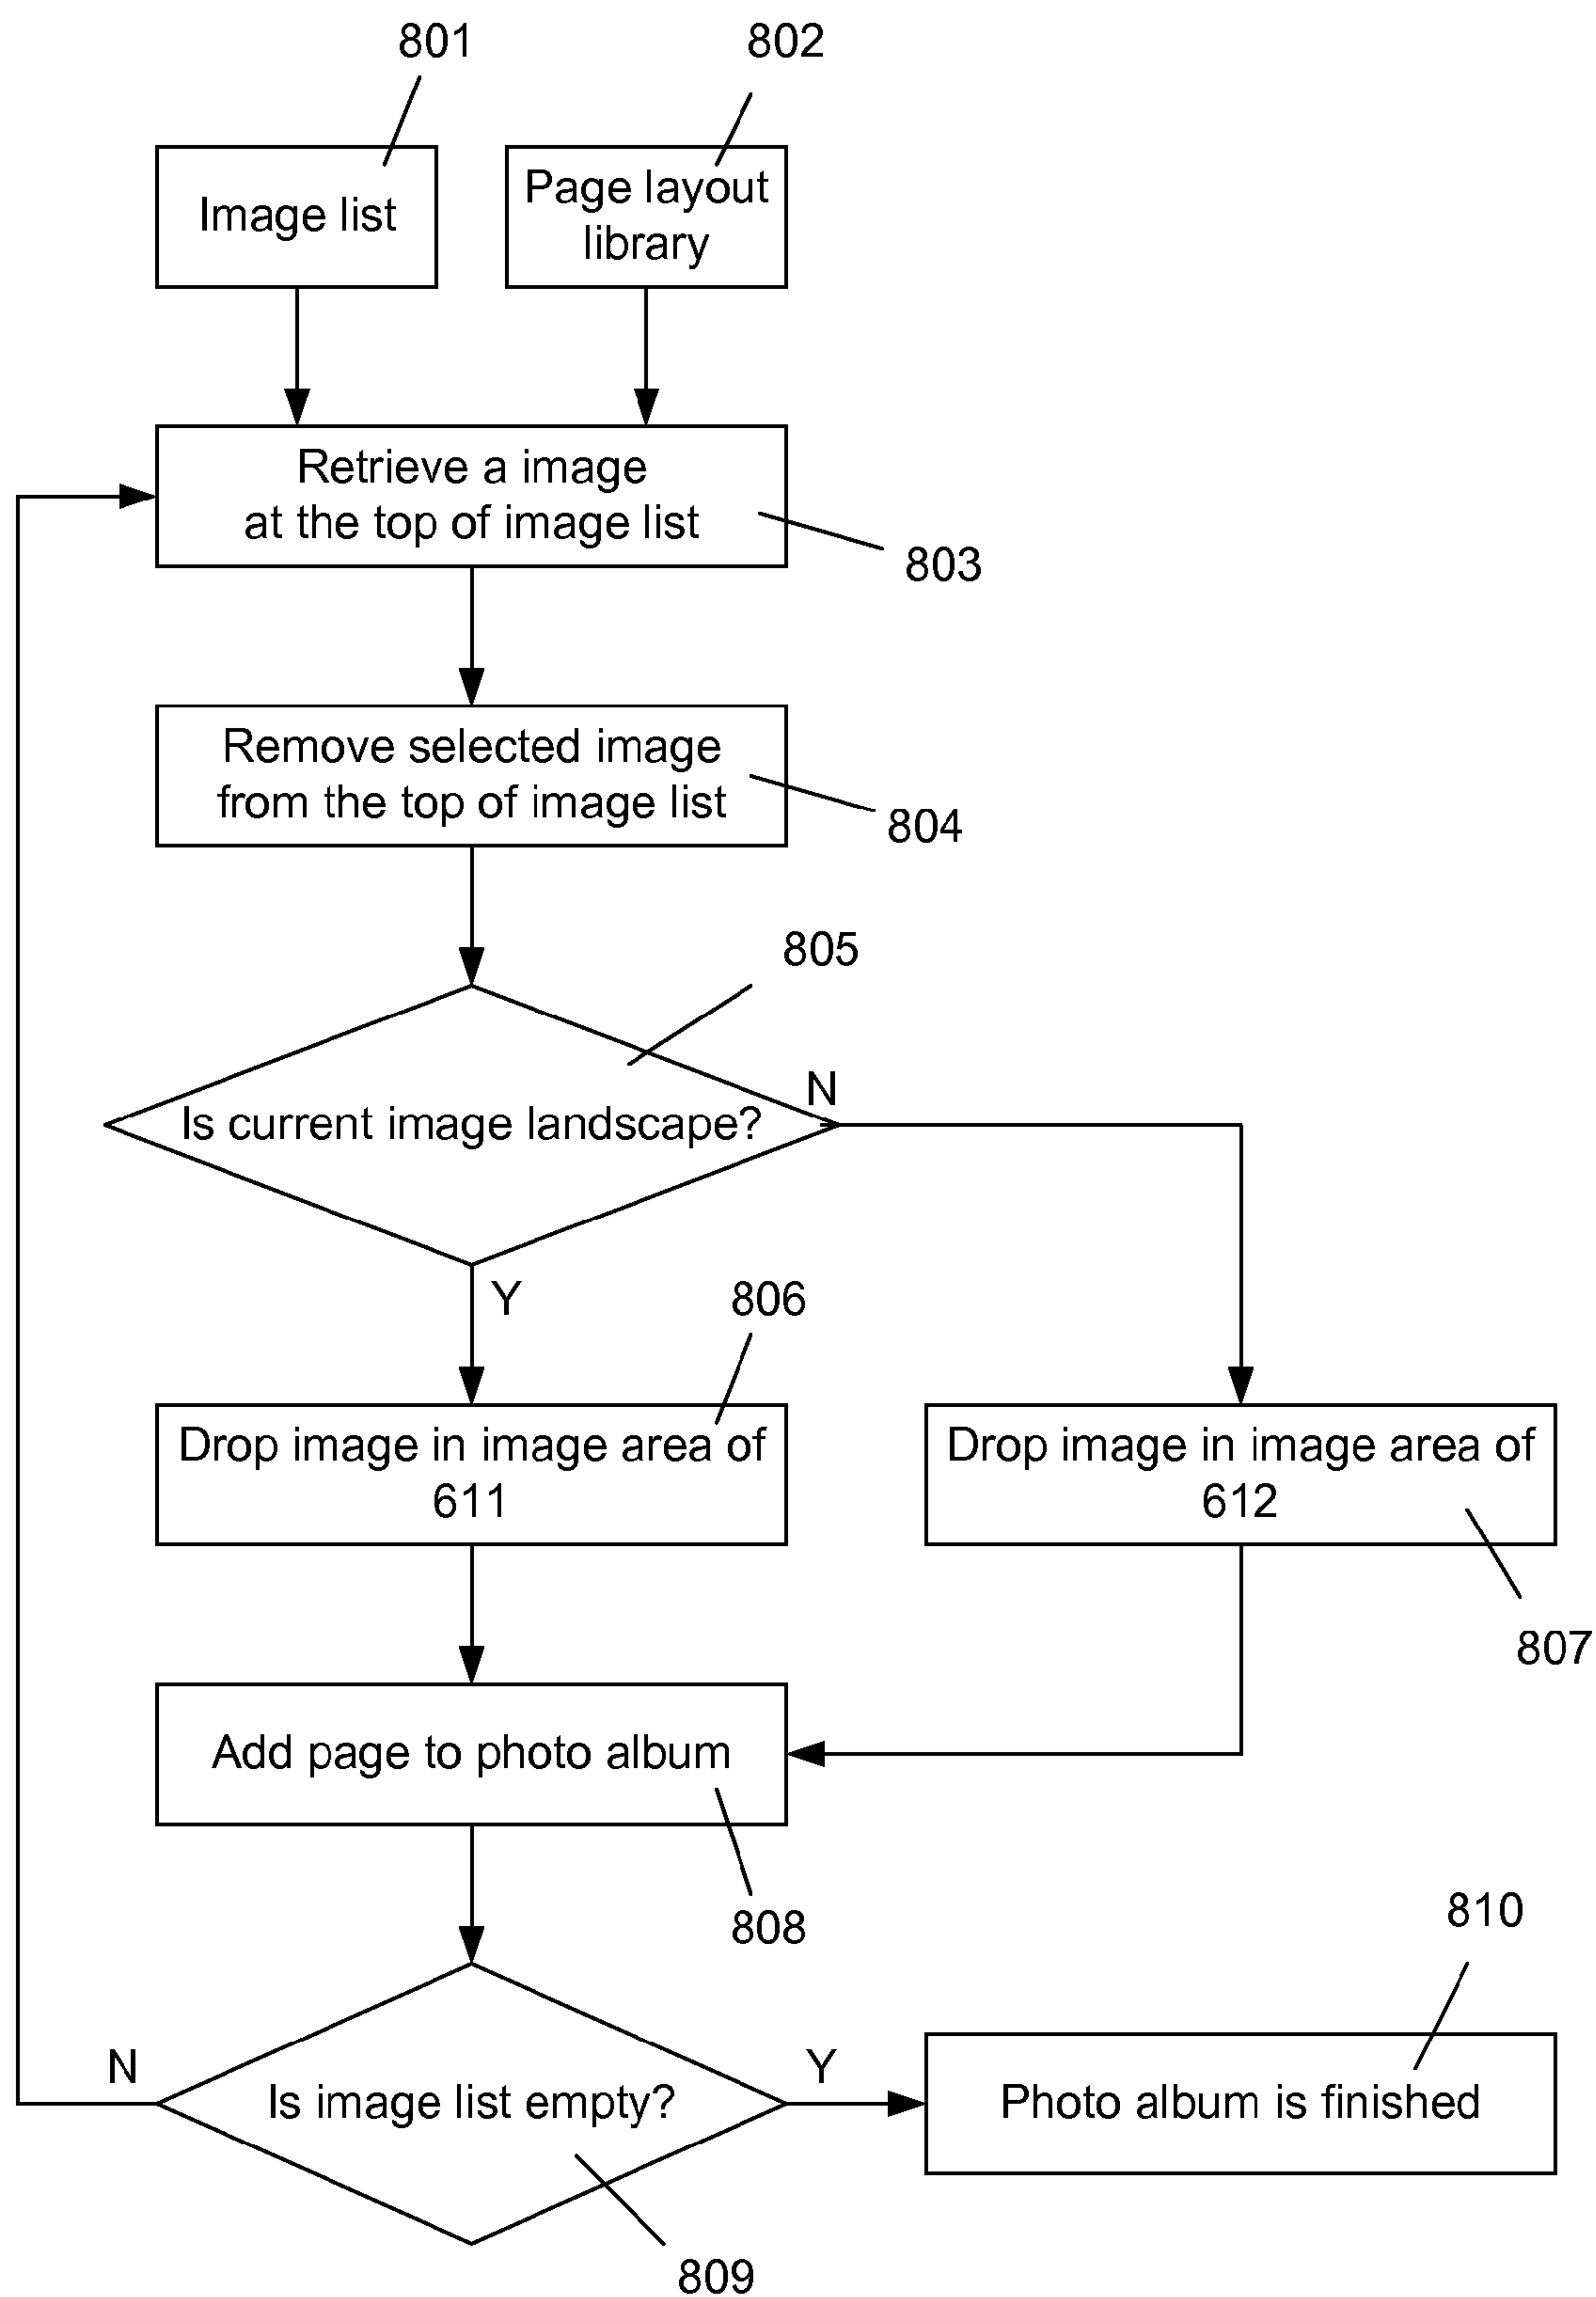 801
802
Image list
Page layout
library
Retrieve a image
at the top of image list
803
Remove selected image
from the top of image list
804
805
Is current image landscape?
N
Y
806
Drop image in image area of
611
Drop image in image area of
612
807
Add page to photo album
808
810
N
Is image list empty?
Y
Photo album is finished
809